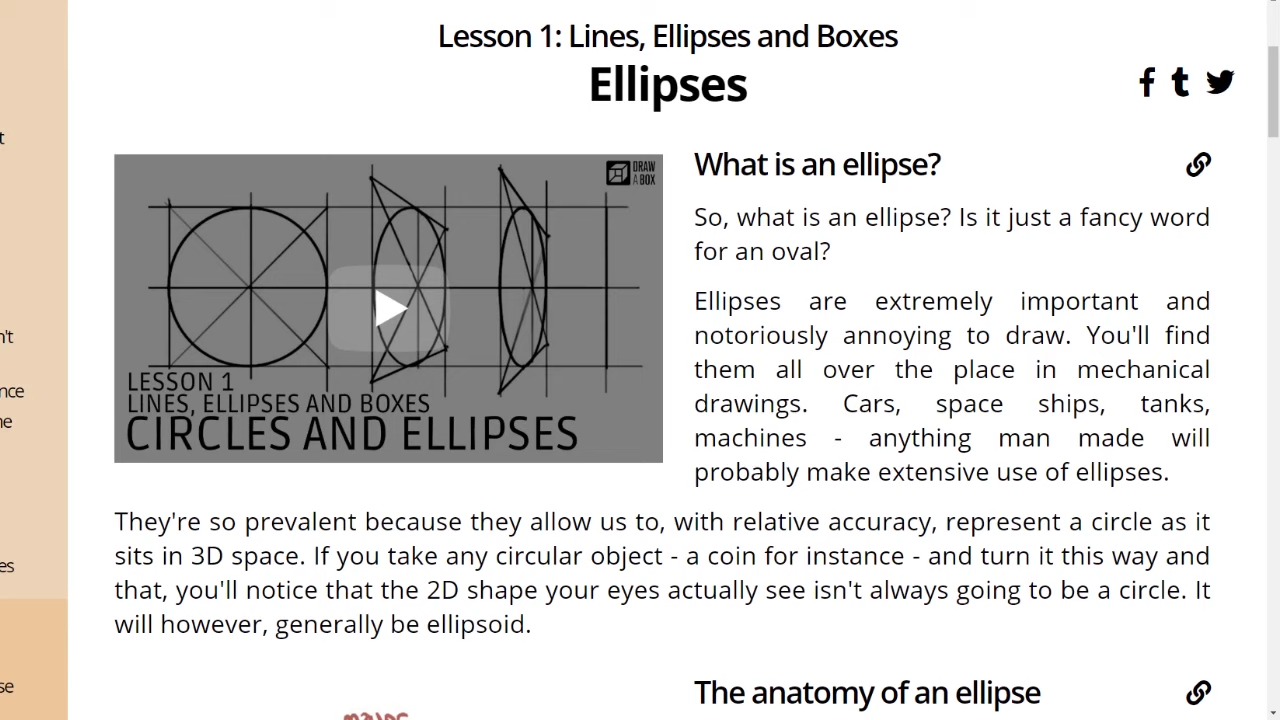 Lesson 1: Lines, Ellipses and Boxes
Ellipses
t
n't
nce
ne
es
se
DRAW
A BOX
LESSON 1
LINES, ELLIPSES AND BOXES
CIRCLES AND ELLIPSES
What is an ellipse?
So, what is an ellipse? Is it just a fancy word
for an oval?
Ellipses are extremely important and
notoriously annoying to draw. You'll find
them all over the place in mechanical
drawings. Cars, space ships, tanks,
machines - anything man made will
probably make extensive use of ellipses.
They're so prevalent because they allow us to, with relative accuracy, represent a circle as it
sits in 3D space. If you take any circular object - a coin for instance - and turn it this way and
that, you'll notice that the 2D shape your eyes actually see isn't always going to be a circle. It
will however, generally be ellipsoid.
The anatomy of an ellipse